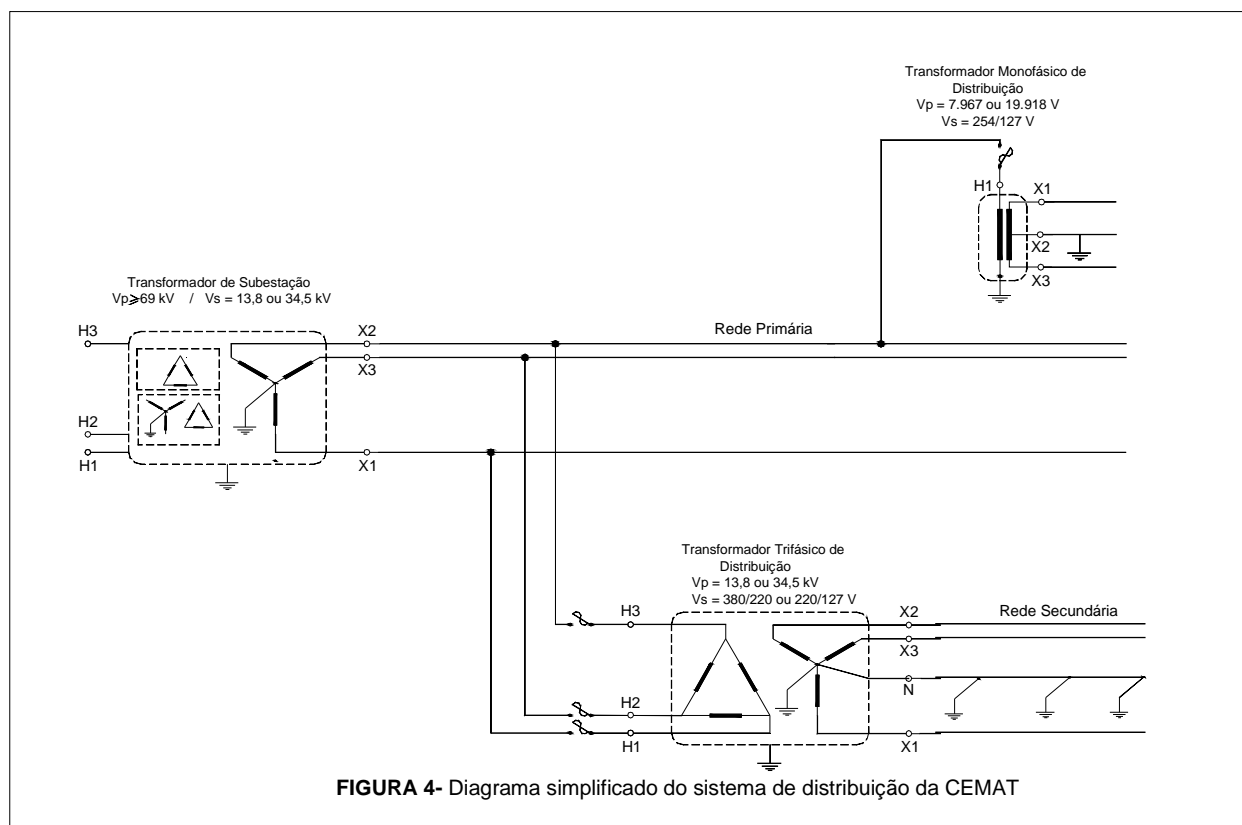 Transformador Monofásico de
Distribuição
Vp = 7.967 ou 19.918 V
Vs = 254/127 V
H1
X1
X2
X3
Transformador de Subestação
Vp⩾69 kV / Vs = 13,8 ou 34,5 kV
H3
X2
Rede Primária
X3
H2
H1
X1
Transformador Trifásico de
Distribuição
Vp = 13,8 ou 34,5 kV
Vs = 380/220 ou 220/127 V
H3
X2
Rede Secundária
X3
N
H2
H1
X1
FIGURA 4- Diagrama simplificado do sistema de distribuição da CEMAT